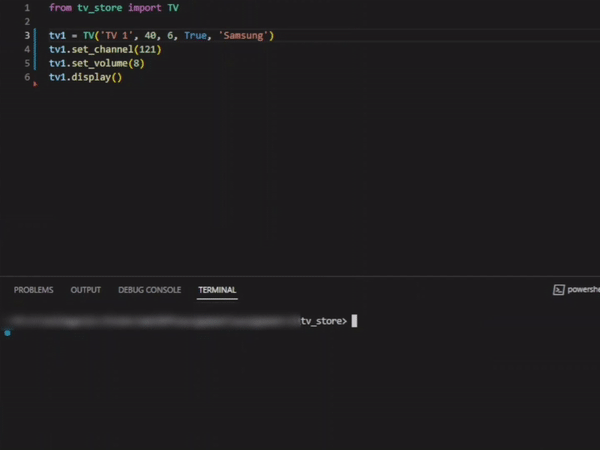 1 from tv_store import TV
2
3 tv1 = TV('TV 1', 40, 6, True, 'Samsung')
4 tv1.set_channel(121)
5 tv1.set_volume(8)
6 tv1.display()
PROBLEMS OUTPUT DEBUG CONSOLE TERMINAL powershe
tv_store>